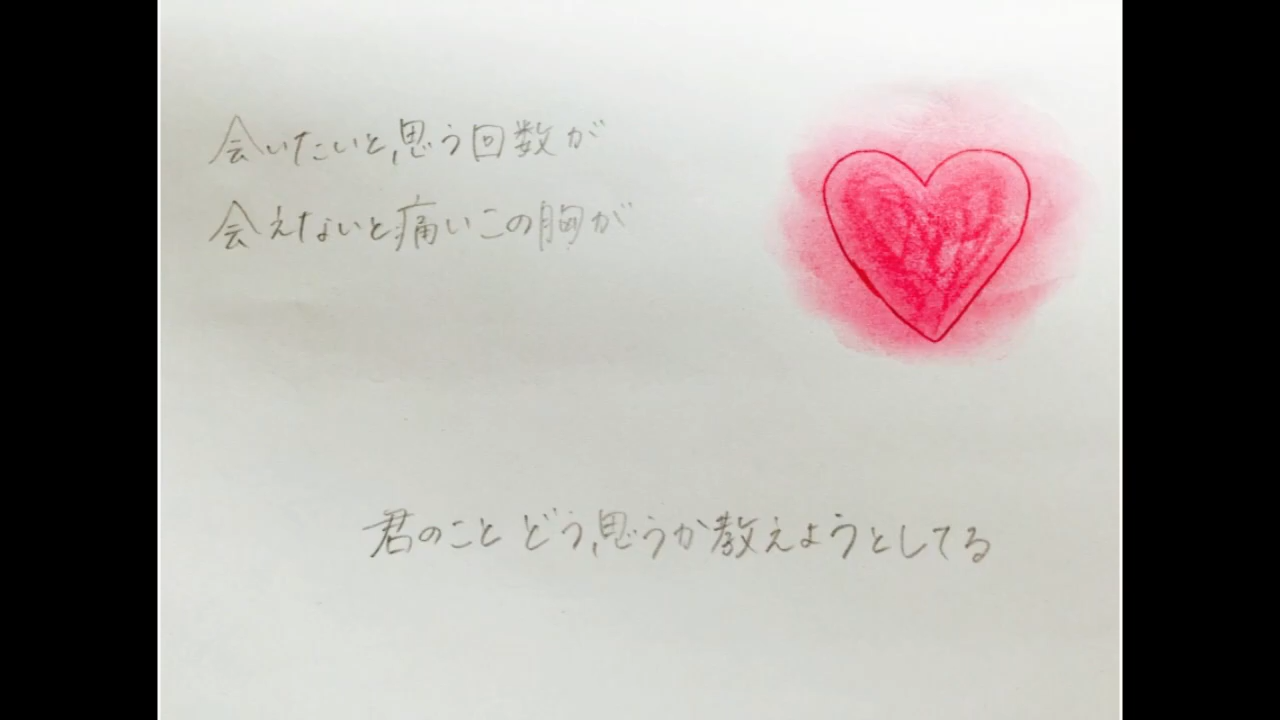 会いたいと思う回数が
会えないと痛いこの胸が
君のこと どう思うか教えようとしてる